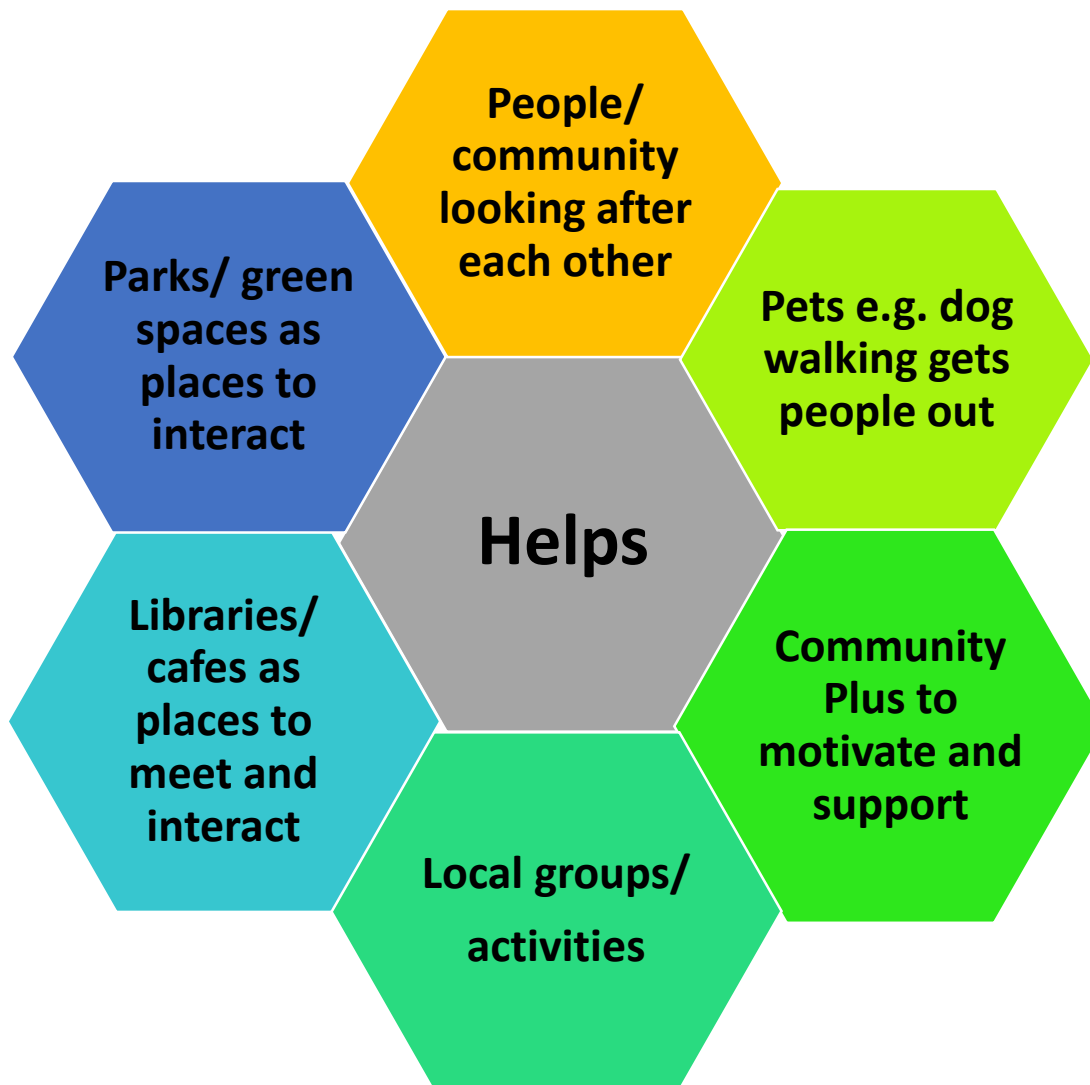 People/
community
looking after
each other
Pets e.g. dog
walking gets
people out
Community
Plus to
motivate and
support
Local groups/
activities
Libraries/
cafes as
places to
meet and
interact
Parks/ green
spaces as
places to
interact
Helps